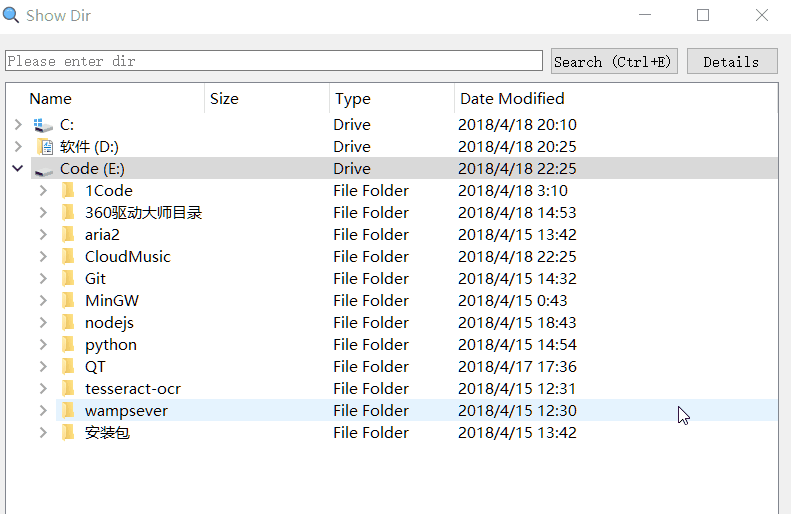 Show Dir
Please enter dir Search (Ctrl+E) Details
Name Size Type Date Modified
C: Drive 2018/4/18 20:10
软件 (D:) Drive 2018/4/18 20:25
Code (E:) Drive 2018/4/18 22:25
1Code File Folder 2018/4/18 3:10
360驱动大师目录 File Folder 2018/4/18 14:53
aria2 File Folder 2018/4/15 13:42
CloudMusic File Folder 2018/4/18 22:25
Git File Folder 2018/4/15 14:32
MinGW File Folder 2018/4/15 0:43
nodejs File Folder 2018/4/15 18:43
python File Folder 2018/4/15 14:54
QT File Folder 2018/4/17 17:36
tesseract-ocr File Folder 2018/4/15 12:31
wampsever File Folder 2018/4/15 12:30
安装包 File Folder 2018/4/15 13:42